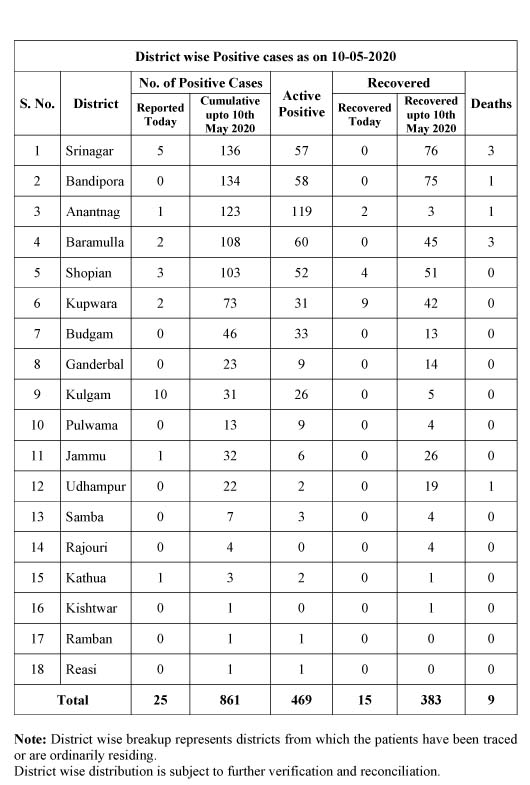 District wise Positive cases as on 10-05-2020
S. No. District No. of Positive Cases Active Positive Recovered Deaths
Reported Today Cumulative upto 10th May 2020 Recovered Today Recovered upto 10th May 2020
1 Srinagar 5 136 57 0 76 3
2 Bandipora 0 134 58 0 75 1
3 Anantnag 1 123 119 2 3 1
4 Baramulla 2 108 60 0 45 3
5 Shopian 3 103 52 4 51 0
6 Kupwara 2 73 31 9 42 0
7 Budgam 0 46 33 0 13 0
8 Ganderbal 0 23 9 0 14 0
9 Kulgam 10 31 26 0 5 0
10 Pulwama 0 13 9 0 4 0
11 Jammu 1 32 6 0 26 0
12 Udhampur 0 22 2 0 19 1
13 Samba 0 7 3 0 4 0
14 Rajouri 0 4 0 0 4 0
15 Kathua 1 3 2 0 1 0
16 Kishtwar 0 1 0 0 1 0
17 Ramban 0 1 1 0 0 0
18 Reasi 0 1 1 0 0 0
Total 25 861 469 15 383 9
Note: District wise breakup represents districts from which the patients have been traced
or are ordinarily residing.
District wise distribution is subject to further verification and reconciliation.